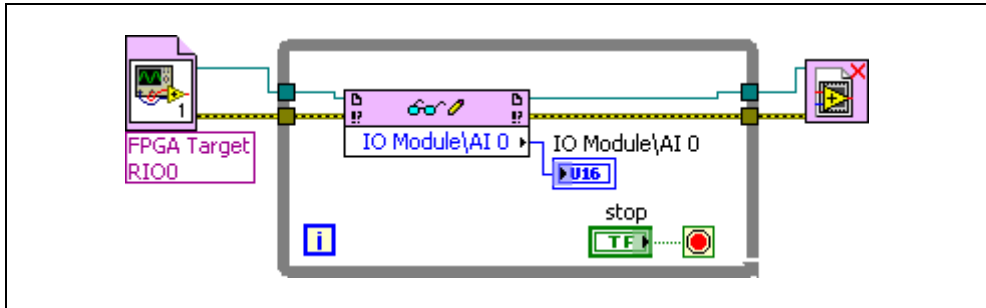 1
FPGA Target
RIO0
IO Module\AI 0
IO Module\AI 0
U16
stop
TF
i